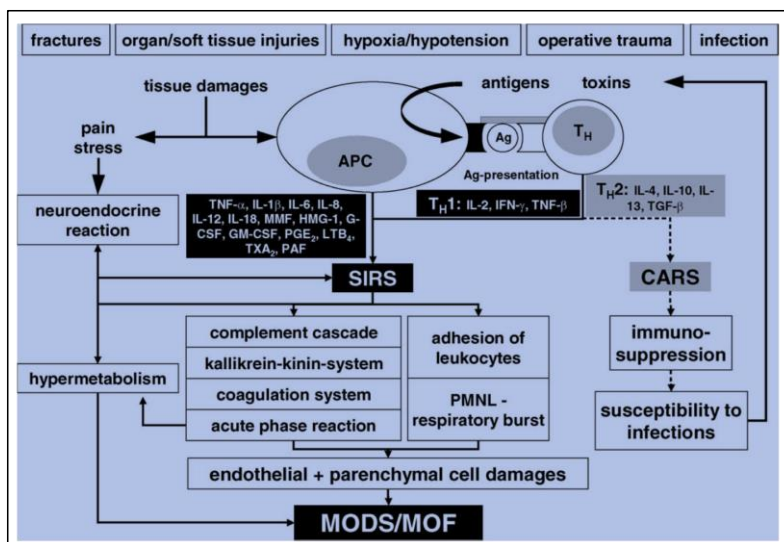 fractures
organ/soft tissue injuries
hypoxia/hypotension
operative trauma
infection
tissue damages
antigens
toxins
pain
stress
APC
Ag
T_H
Ag-presentation
neuroendocrine
reaction
TNF-α, IL-1β, IL-6, IL-8,
IL-12, IL-18, MMF, HMG-1, G-
CSF, GM-CSF, PGE₂, LTB₄,
TXA₂, PAF
T_H1: IL-2, IFN-γ, TNF-β
T_H2: IL-4, IL-10, IL-
13, TGF-β
SIRS
CARS
complement cascade
kallikrein-kinin-system
coagulation system
acute phase reaction
adhesion of
leukocytes
PMNL -
respiratory burst
immuno-
suppression
hypermetabolism
susceptibility to
infections
endothelial + parenchymal cell damages
MODS/MOF